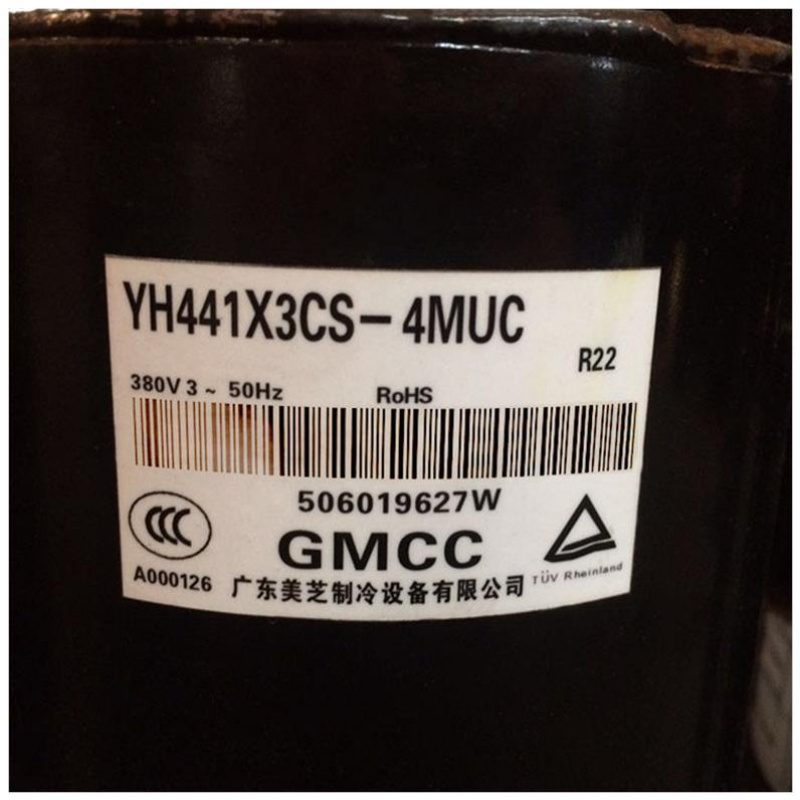 YH441X3CS-4MUC
R22
380V 3 ~ 50Hz
RoHS
506019627W
CCC
GMCC
A000126
广东美芝制冷设备有限公司
TÜV Rheinland